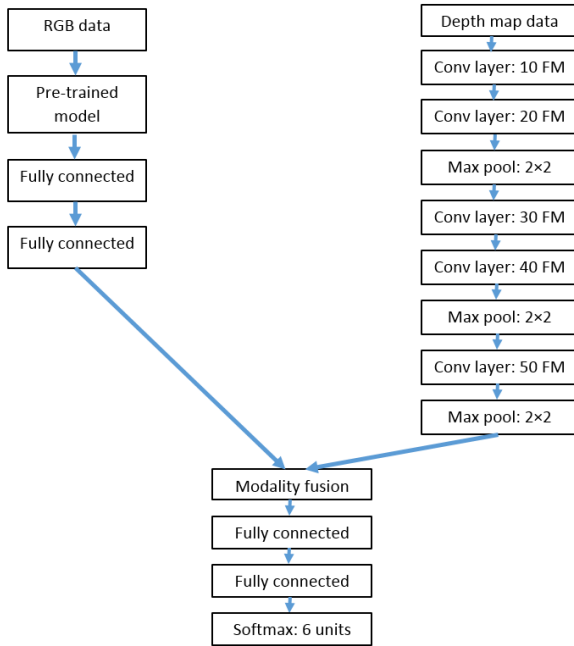 RGB data
Pre-trained
model
Fully connected
Fully connected
Depth map data
Conv layer: 10 FM
Conv layer: 20 FM
Max pool: 2×2
Conv layer: 30 FM
Conv layer: 40 FM
Max pool: 2×2
Conv layer: 50 FM
Max pool: 2×2
Modality fusion
Fully connected
Fully connected
Softmax: 6 units